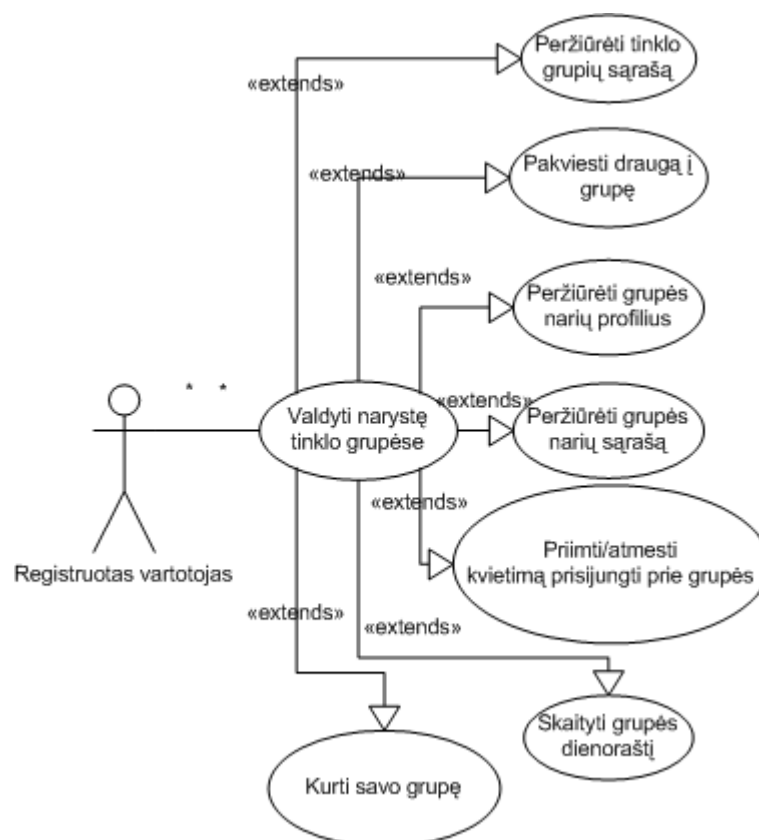 Peržiūrėti tinklo
grupių sąrašą
«extends»
Pakviesti draugą į
grupę
«extends»
Peržiūrėti grupės
narių profilius
«extends»
* *
Valdyti narystę
tinklo grupėse
«extends»
Peržiūrėti grupės
narių sąrašą
«extends»
Priimti/atmesti
kvietimą prisijungti prie grupės
Registruotas vartotojas
«extends»
«extends»
Skaityti grupės
dienoraštį
Kurti savo grupę